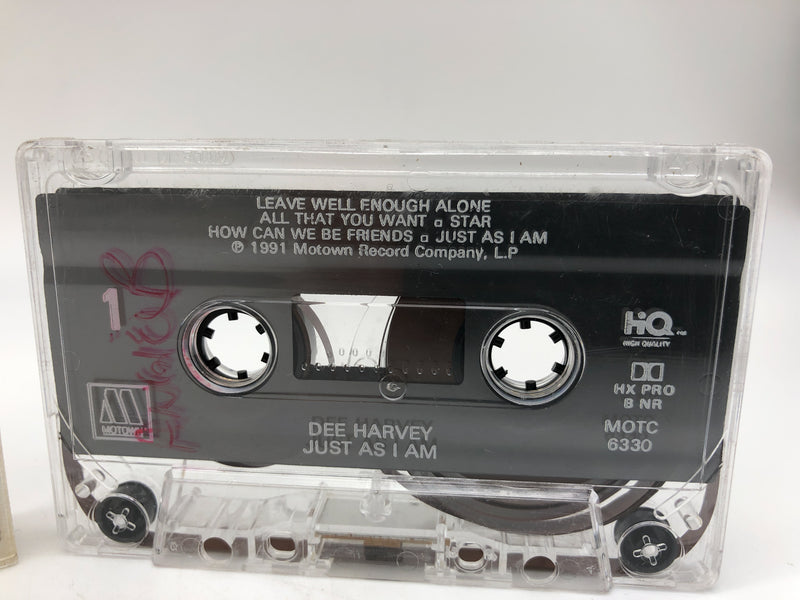 LEAVE WELL ENOUGH ALONE
ALL THAT YOU WANT ▫ STAR
HOW CAN WE BE FRIENDS ▫ JUST AS I AM
℗ 1991 Motown Record Company, L.P
1
HQ
HIGH QUALITY
HX PRO
B NR
MOTOWN
MOTC
6330
DEE HARVEY
JUST AS I AM